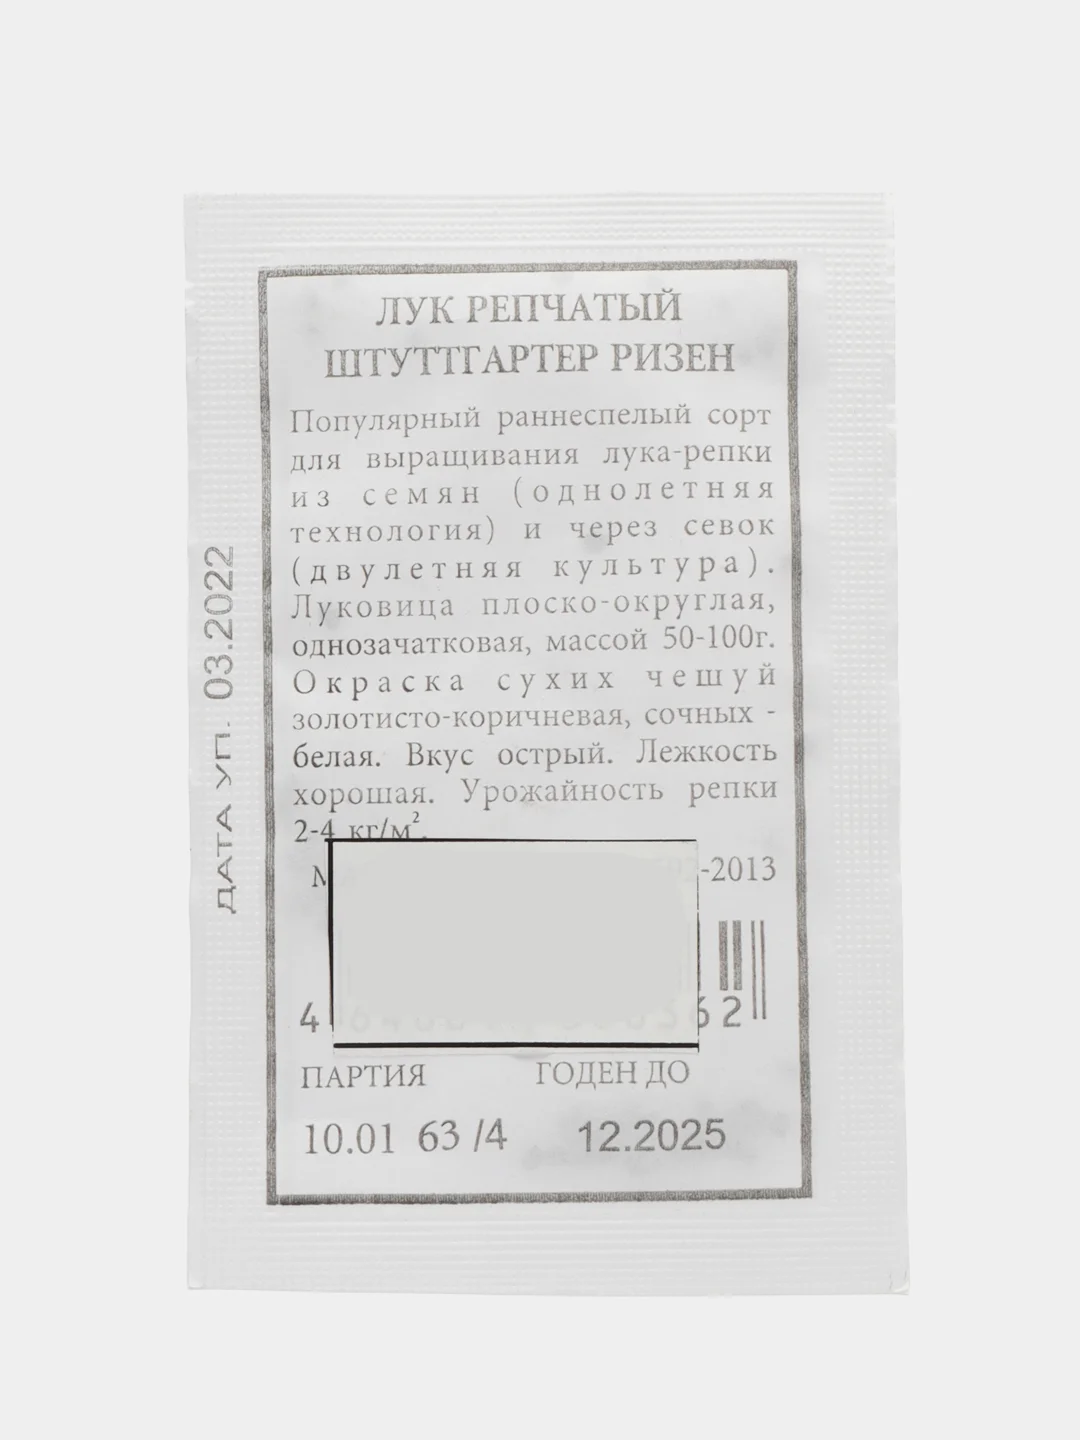 ЛУК РЕПЧАТЫЙ
ШТУТТГАРТЕР РИЗЕН
Популярный раннеспелый сорт
для выращивания лука-репки
из семян (однолетняя
технология) и через севок
(двулетняя культура).
Луковица плоско-округлая,
однозачатковая, массой 50-100г.
Окраска сухих чешуй
золотисто-коричневая, сочных -
белая. Вкус острый. Лежкость
хорошая. Урожайность репки
2-4 кг/м².
-2013
4 62
ПАРТИЯ ГОДЕН ДО
10.01 63 /4 12.2025
ДАТА УП. 03.2022